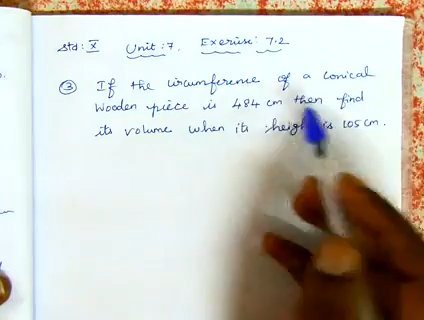 std: X Unit: 7. Exercise: 7.2
③ If the circumference of a conical
wooden piece is 484 cm then find
its volume when its height is 105 cm.